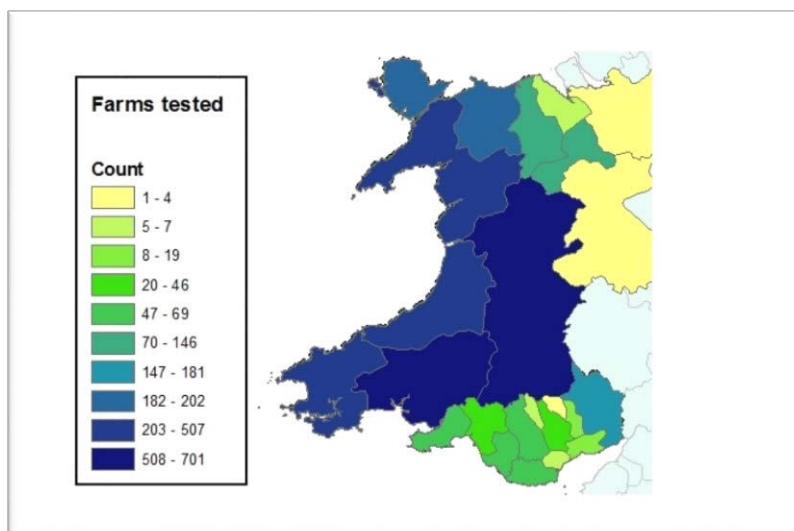 Farms tested
Count
1 - 4
5 - 7
8 - 19
20 - 46
47 - 69
70 - 146
147 - 181
182 - 202
203 - 507
508 - 701